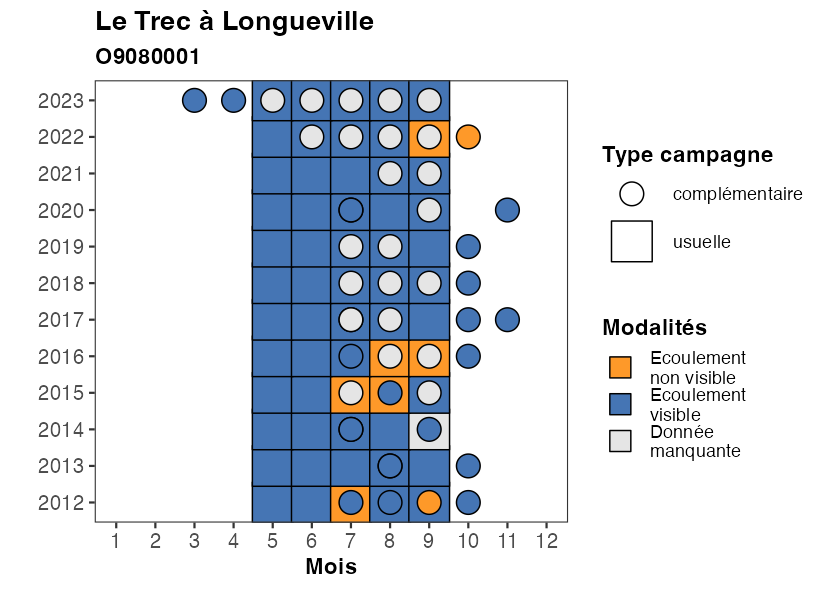 Le Trec à Longueville
O9080001
2023
2022
2021
2020
2019
2018
2017
2016
2015
2014
2013
2012
1 2 3 4 5 6 7 8 9 10 11 12
Mois
Type campagne
complémentaire
usuelle
Modalités
Ecoulement
non visible
Ecoulement
visible
Donnée
manquante